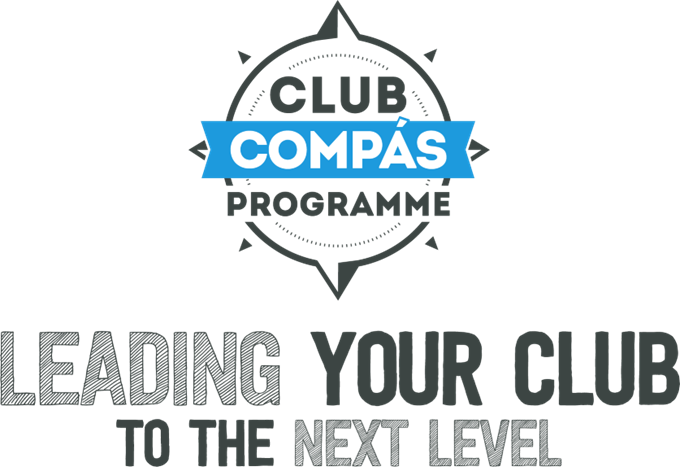 CLUB
COMPÁS
PROGRAMME
LEADING YOUR CLUB
TO THE NEXT LEVEL